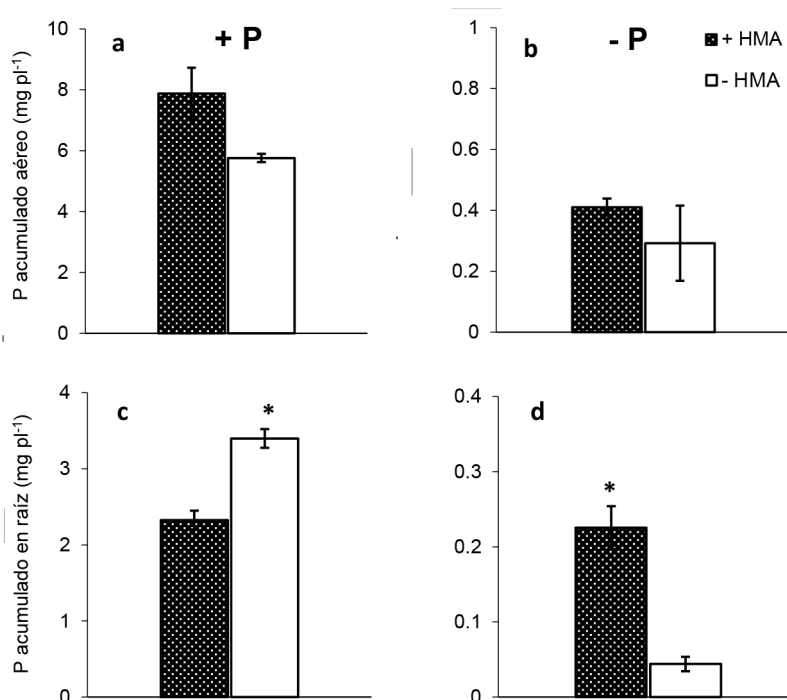 a
+ P
P acumulado aéreo (mg pl-1)
10
8
6
4
2
0
b
- P
+ HMA
- HMA
1
0.8
0.6
0.4
0.2
0
c
*
P acumulado en raíz (mg pl-1)
4
3
2
1
0
d
*
0.4
0.3
0.2
0.1
0